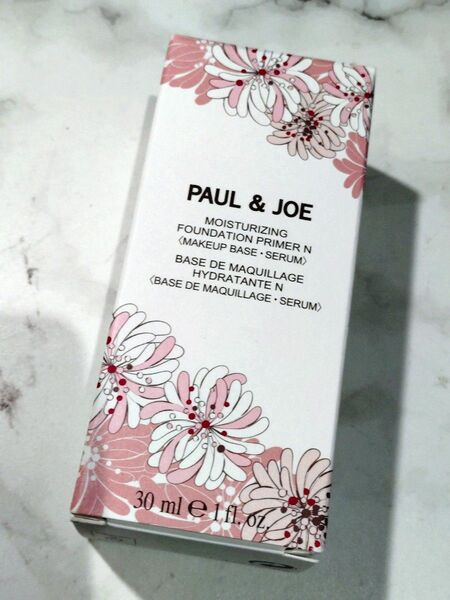 PAUL & JOE
MOISTURIZING
FOUNDATION PRIMER N
〈MAKEUP BASE・SERUM〉
BASE DE MAQUILLAGE
HYDRATANTE N
〈BASE DE MAQUILLAGE・SERUM〉
30 ml ℮ 1 fl. oz.